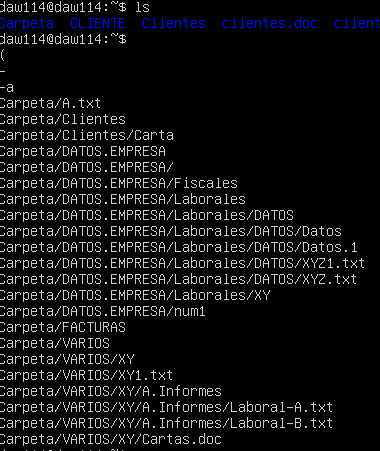 daw114@daw114:~$ ls
Carpeta CLIENTE Clientes clientes.doc client
daw114@daw114:~$
(
-
-a
Carpeta/A.txt
Carpeta/Clientes
Carpeta/Clientes/Carta
Carpeta/DATOS.EMPRESA
Carpeta/DATOS.EMPRESA/
Carpeta/DATOS.EMPRESA/Fiscales
Carpeta/DATOS.EMPRESA/Laborales
Carpeta/DATOS.EMPRESA/Laborales/DATOS
Carpeta/DATOS.EMPRESA/Laborales/DATOS/Datos
Carpeta/DATOS.EMPRESA/Laborales/DATOS/Datos.1
Carpeta/DATOS.EMPRESA/Laborales/DATOS/XYZ1.txt
Carpeta/DATOS.EMPRESA/Laborales/DATOS/XYZ.txt
Carpeta/DATOS.EMPRESA/Laborales/XY
Carpeta/DATOS.EMPRESA/num1
Carpeta/FACTURAS
Carpeta/VARIOS
Carpeta/VARIOS/XY
Carpeta/VARIOS/XY1.txt
Carpeta/VARIOS/XY/A.Informes
Carpeta/VARIOS/XY/A.Informes/Laboral-A.txt
Carpeta/VARIOS/XY/A.Informes/Laboral-B.txt
Carpeta/VARIOS/XY/Cartas.doc